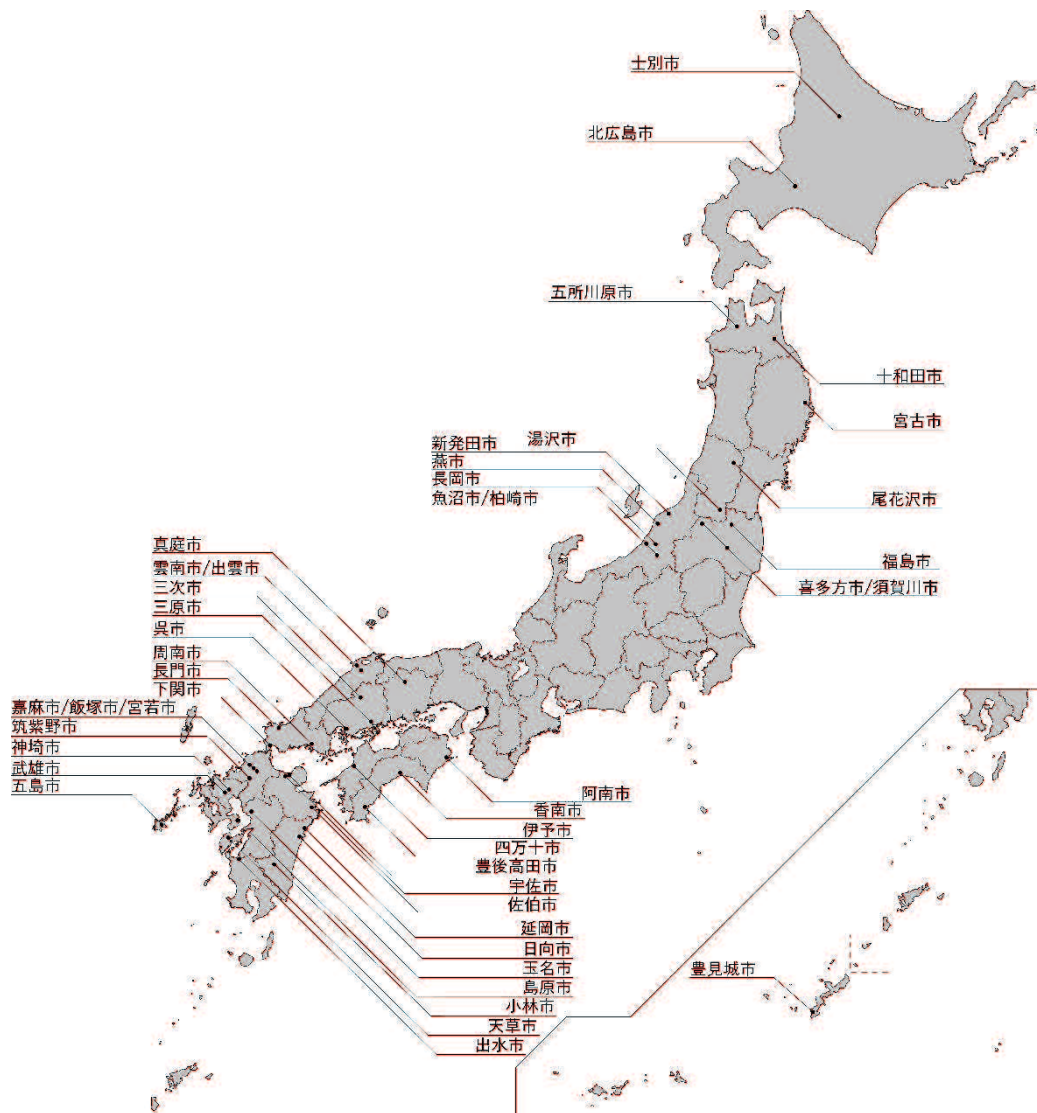 士別市
北広島市
五所川原市
十和田市
宮古市
新発田市
湯沢市
燕市
長岡市
魚沼市/柏崎市
尾花沢市
福島市
喜多方市/須賀川市
真庭市
雲南市/出雲市
三次市
三原市
呉市
周南市
長門市
下関市
嘉麻市/飯塚市/宮若市
筑紫野市
神埼市
武雄市
五島市
阿南市
香南市
伊予市
四万十市
豊後高田市
宇佐市
佐伯市
延岡市
日向市
玉名市
島原市
小林市
天草市
出水市
豊見城市